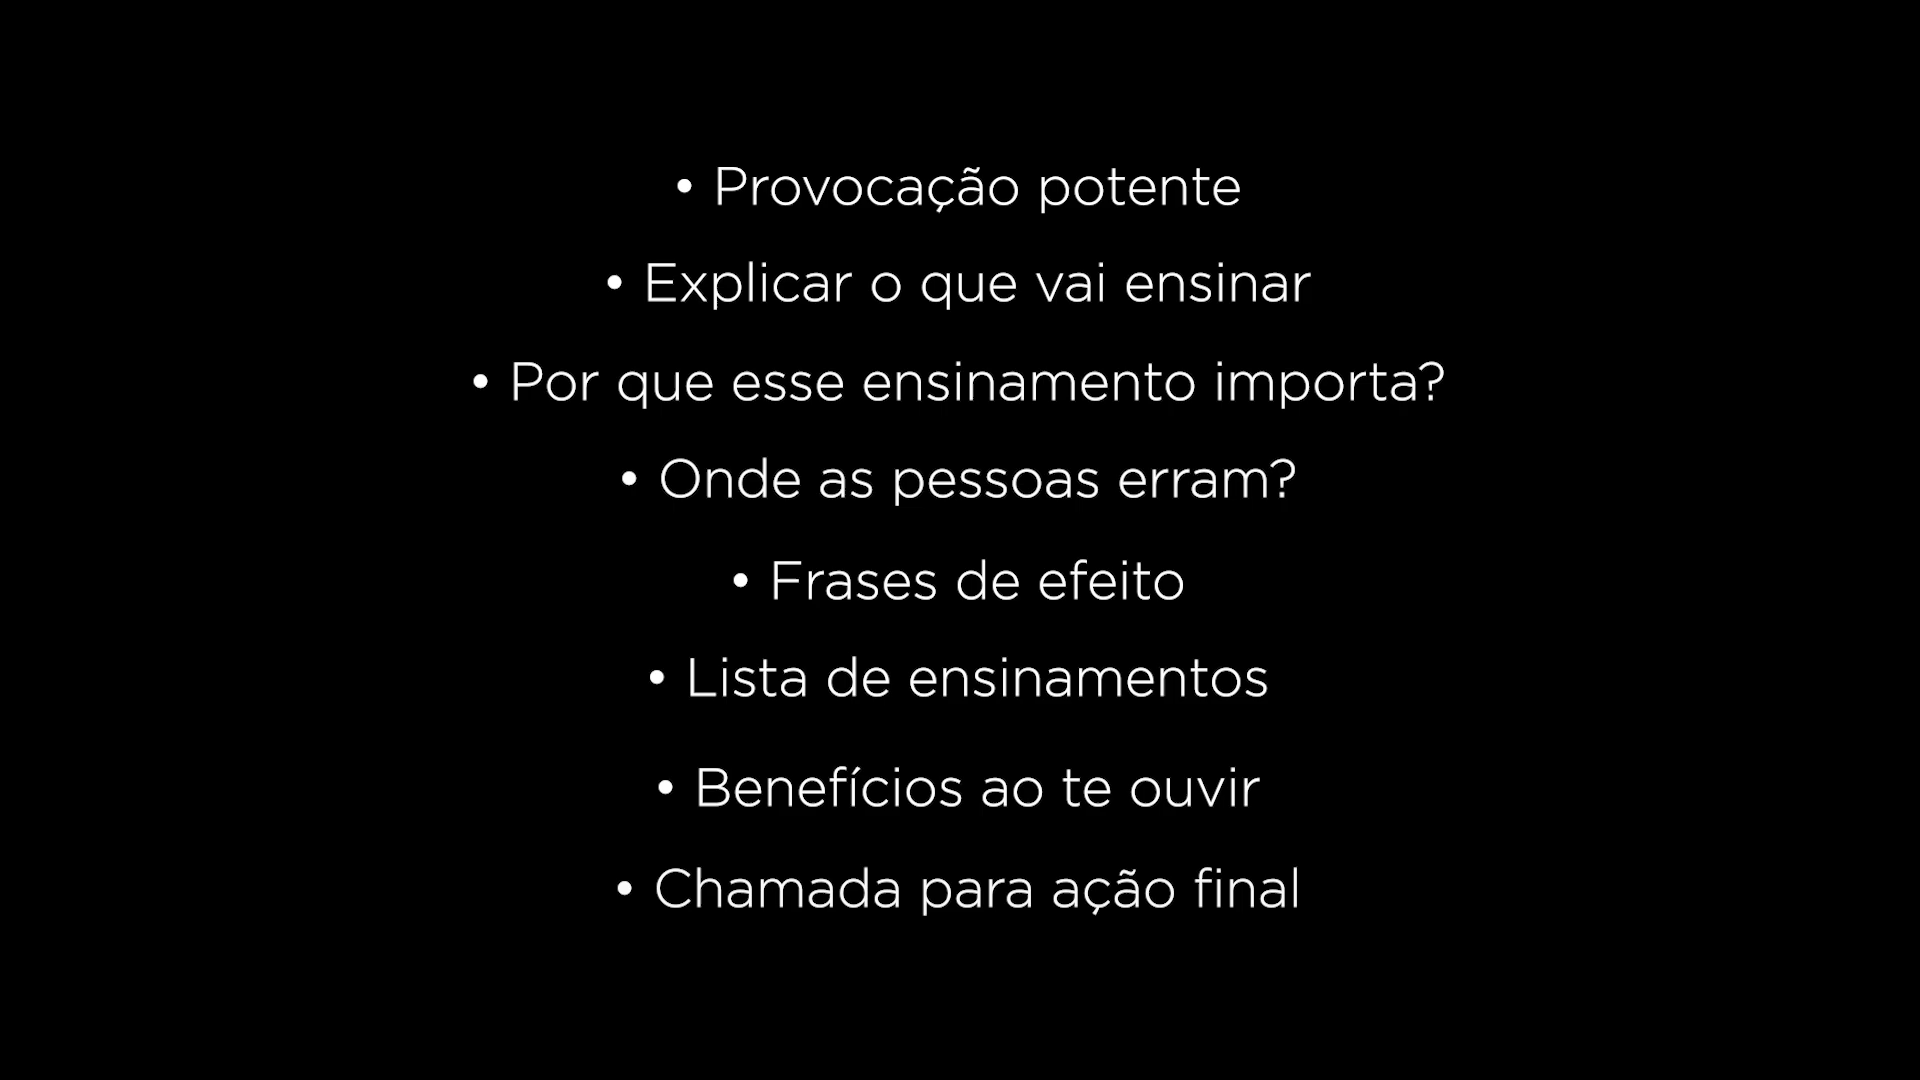 • Provocação potente
• Explicar o que vai ensinar
• Por que esse ensinamento importa?
• Onde as pessoas erram?
• Frases de efeito
• Lista de ensinamentos
• Benefícios ao te ouvir
• Chamada para ação final